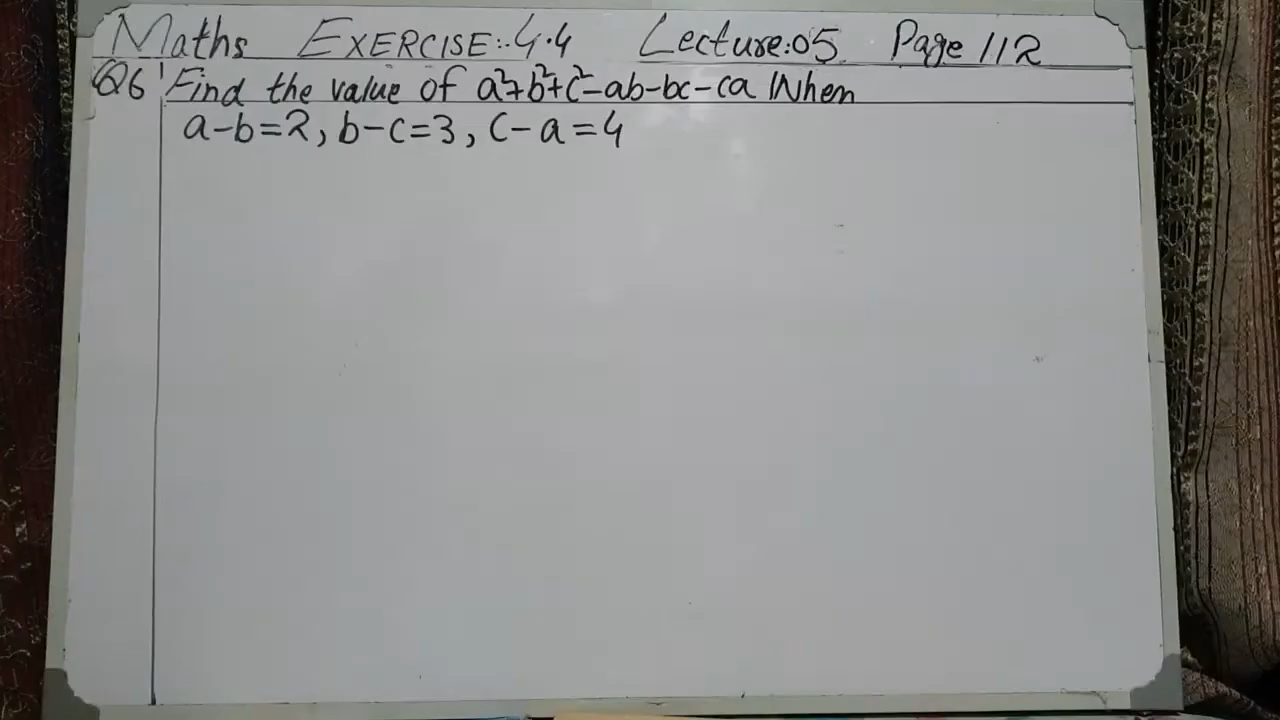 Maths EXERCISE:-4.4 Lecture:05 Page 112
Q6 Find the value of a²+b²+c²-ab-bc-ca When
a-b=2, b-c=3, c-a=4